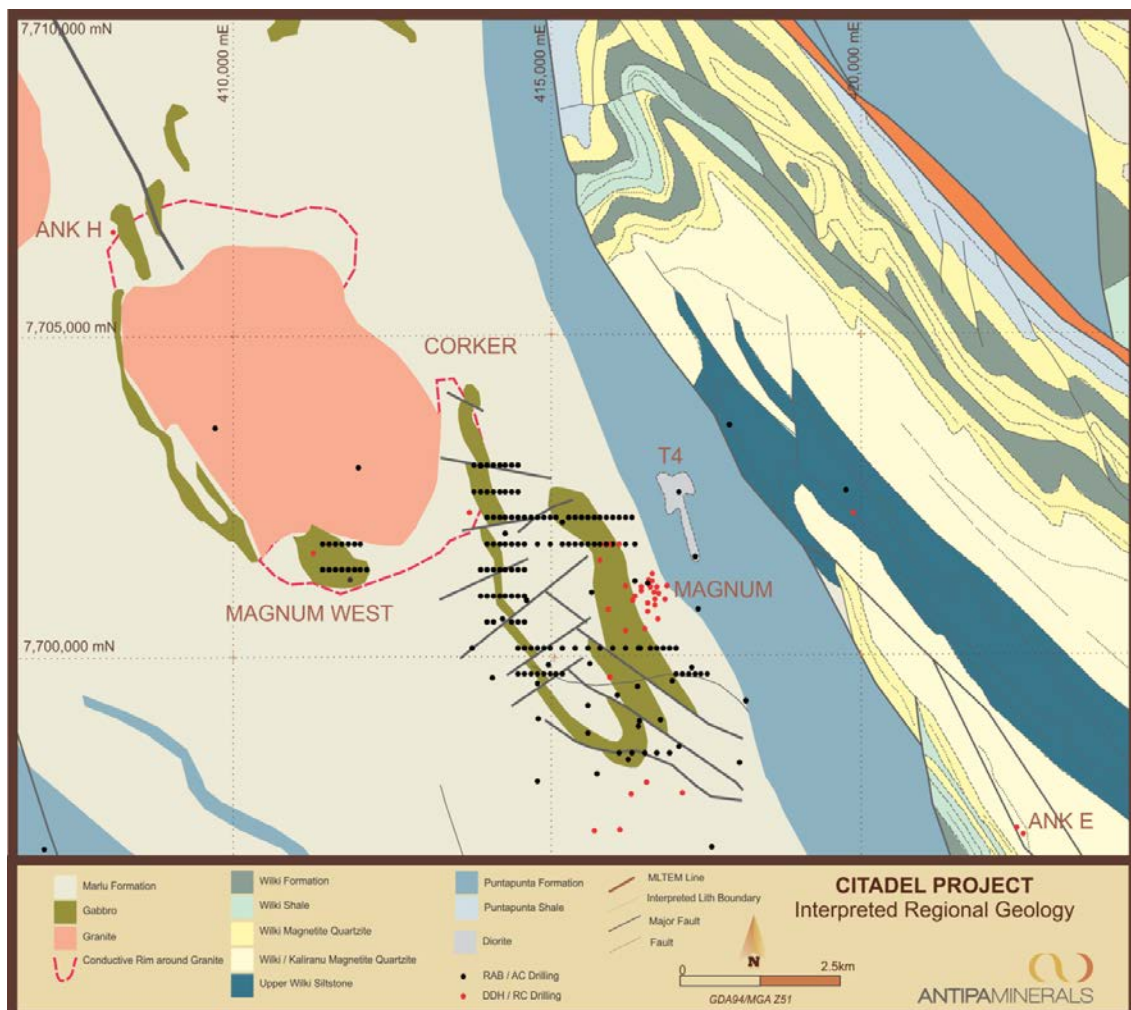 7,710,000 mN
410,000 mE
415,000 mE
420,000 mE
ANK H
7,705,000 mN
CORKER
T4
MAGNUM
MAGNUM WEST
7,700,000 mN
ANK E
Marlu Formation
Gabbro
Granite
Conductive Rim around Granite
Wilki Formation
Wilki Shale
Wilki Magnetite Quartzite
Wilki / Kaliranu Magnetite Quartzite
Upper Wilki Siltstone
Puntapunta Formation
Puntapunta Shale
Diorite
RAB / AC Drilling
DDH / RC Drilling
MLTEM Line
Interpreted Lith Boundary
Major Fault
Fault
CITADEL PROJECT
Interpreted Regional Geology
N
0 2.5km
GDA94/MGA Z51
ANTIPAMINERALS